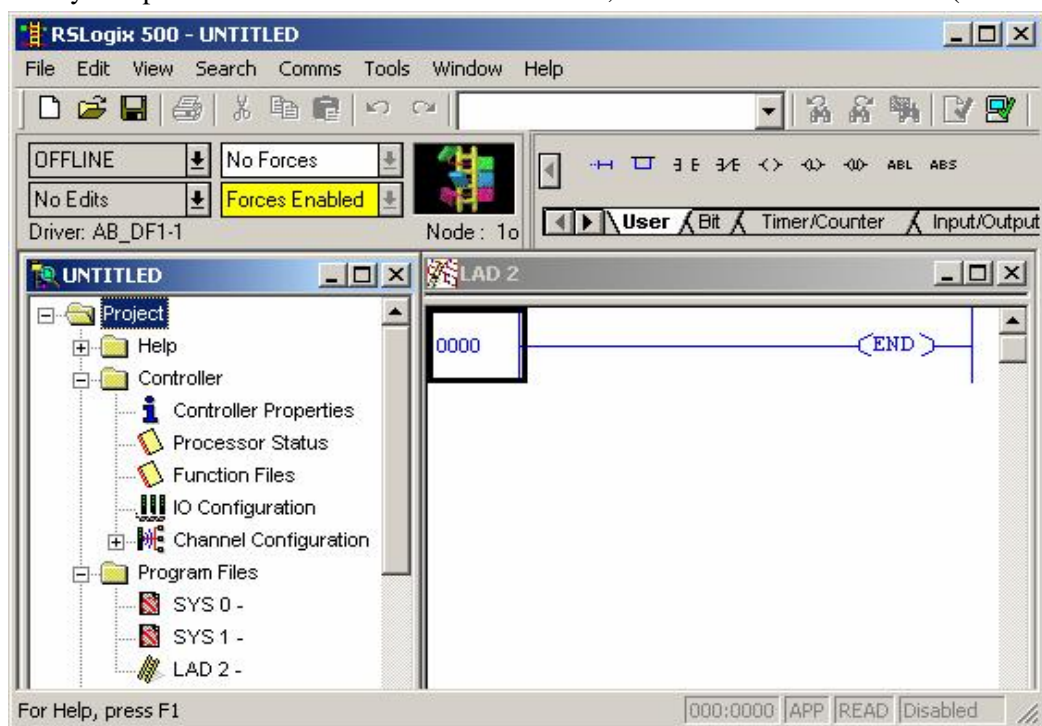 RSLogix 500 - UNTITLED
File Edit View Search Comms Tools Window Help
OFFLINE No Forces
No Edits Forces Enabled
Driver: AB_DF1-1 Node : 1o
ABL ABS
User Bit Timer/Counter Input/Output
UNTITLED
LAD 2
Project
Help
Controller
Controller Properties
Processor Status
Function Files
IO Configuration
Channel Configuration
Program Files
SYS 0 -
SYS 1 -
LAD 2 -
0000 END
For Help, press F1
000:0000 APP READ Disabled